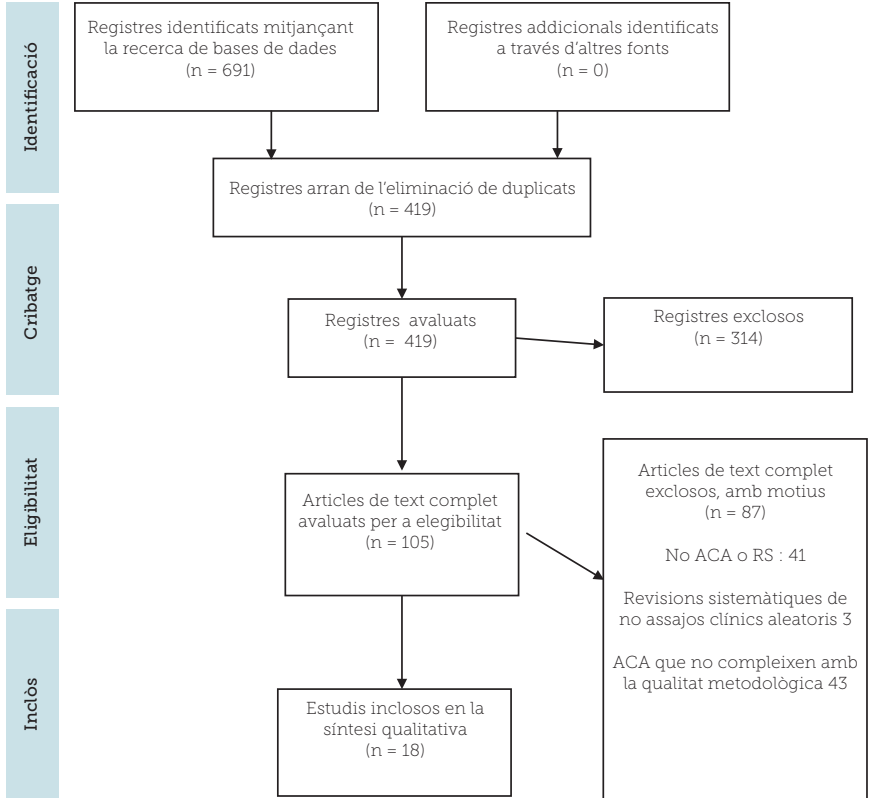 Identificació
Registres identificats mitjançant
la recerca de bases de dades
(n = 691)
Registres addicionals identificats
a través d'altres fonts
(n = 0)
Registres arran de l'eliminació de duplicats
(n = 419)
Cribatge
Registres avaluats
(n = 419)
Registres exclosos
(n = 314)
Eligibilitat
Articles de text complet
avaluats per a elegibilitat
(n = 105)
Articles de text complet
exclosos, amb motius
(n = 87)
No ACA o RS : 41
Revisions sistemàtiques de
no assajos clínics aleatoris 3
ACA que no compleixen amb
la qualitat metodològica 43
Inclòs
Estudis inclosos en la
síntesi qualitativa
(n = 18)